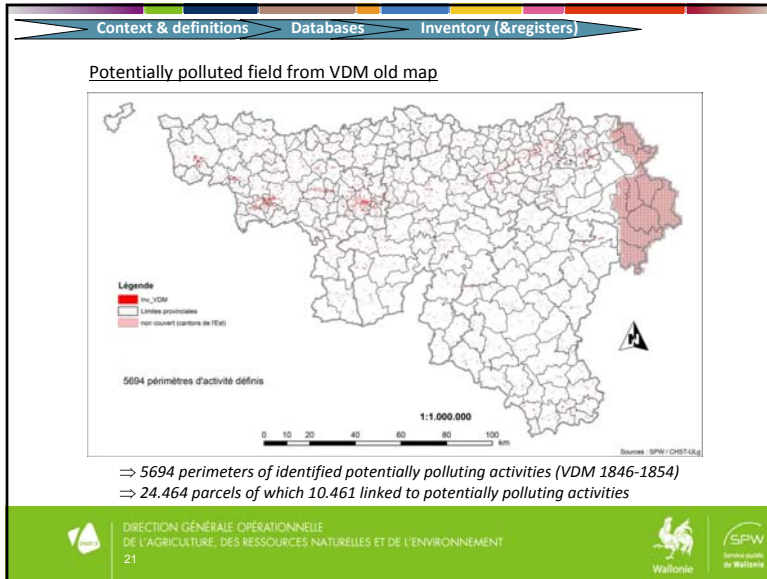 Context & definitions Databases Inventory (&registers)
Potentially polluted field from VDM old map
Légende
Inv_VDM
Limites provinciales
non couvert (cantons de l'Est)
N
5694 périmètres d'activité définis
1:1.000.000
0 10 20 40 60 80 100
km
Sources : SPW / CHST-ULg
⇒ 5694 perimeters of identified potentially polluting activities (VDM 1846-1854)
⇒ 24.464 parcels of which 10.461 linked to potentially polluting activities
DIRECTION GÉNÉRALE OPÉRATIONNELLE
DE L'AGRICULTURE, DES RESSOURCES NATURELLES ET DE L'ENVIRONNEMENT
21
Wallonie
SPW
Service public
de Wallonie